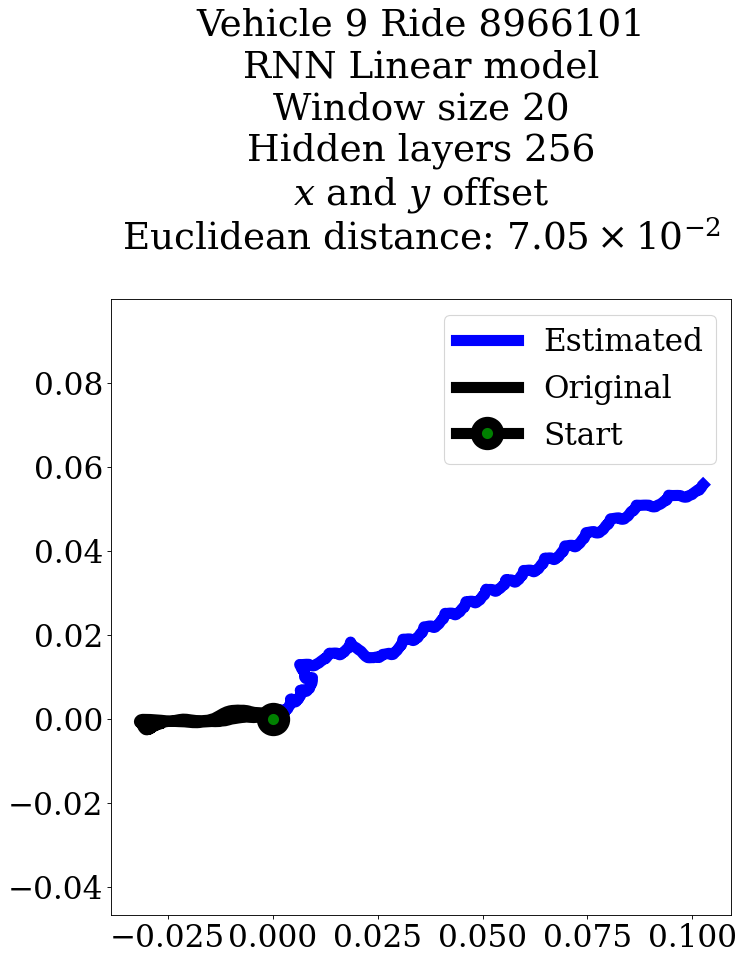 Vehicle 9 Ride 8966101
RNN Linear model
Window size 20
Hidden layers 256
x and y offset
Euclidean distance: 7.05 × 10⁻²
Estimated
Original
Start
0.08
0.06
0.04
0.02
0.00
−0.02
−0.04
−0.025 0.000 0.025 0.050 0.075 0.100